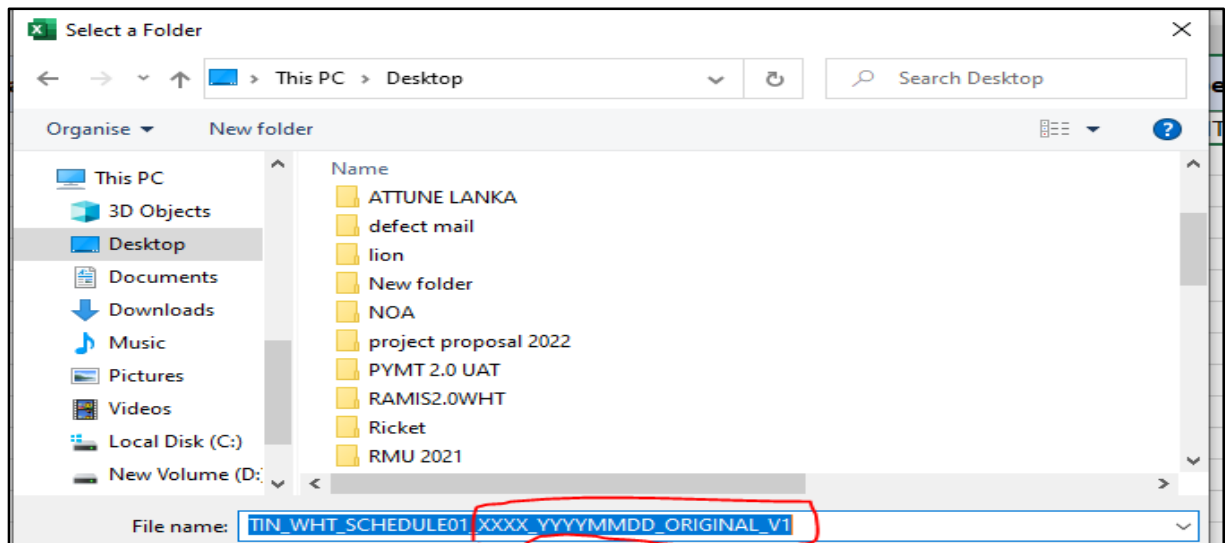 Select a Folder
This PC > Desktop
Search Desktop
Organise
New folder
This PC
3D Objects
Desktop
Documents
Downloads
Music
Pictures
Videos
Local Disk (C:)
New Volume (D:
Name
ATTUNE LANKA
defect mail
lion
New folder
NOA
project proposal 2022
PYMT 2.0 UAT
RAMIS2.0WHT
Ricket
RMU 2021
File name: TIN_WHT_SCHEDULE01_XXXX_YYYYMMDD_ORIGINAL_V1